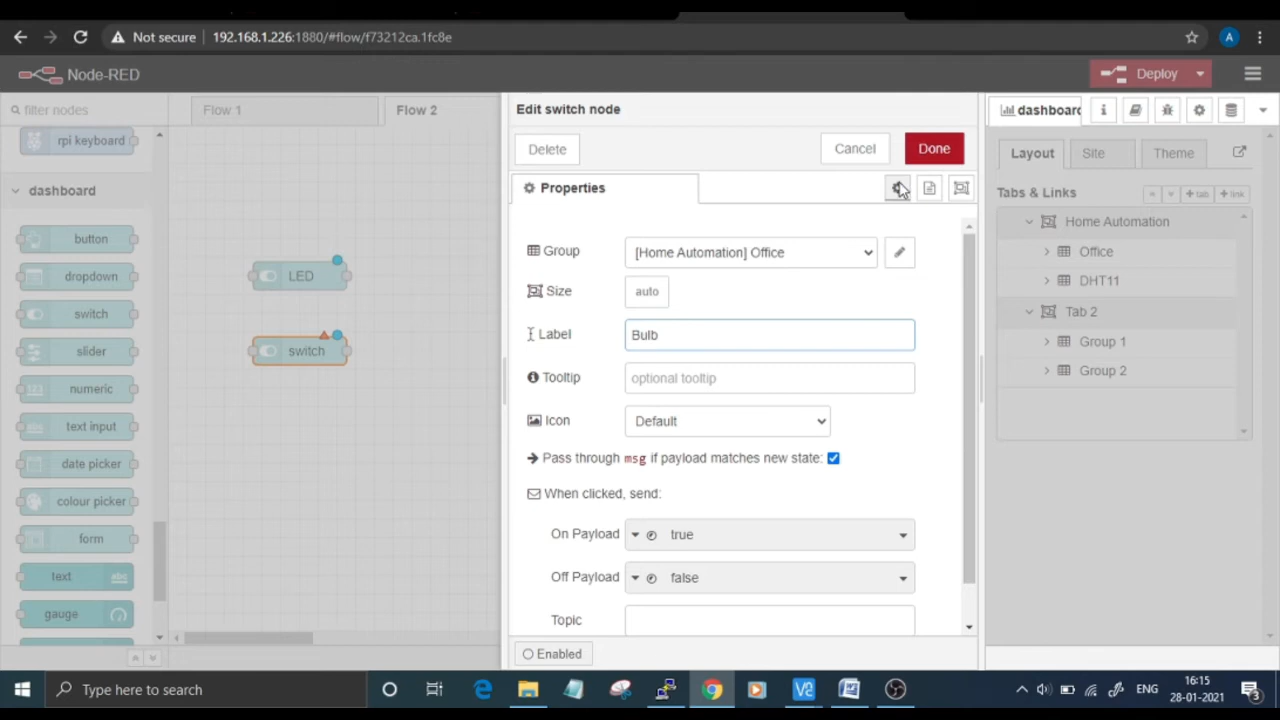 Not secure 192.168.1.226:1880/#flow/f73212ca.1fc8e A
Node-RED Deploy
filter nodes Flow 1 Flow 2 Edit switch node dashboard i
Delete Cancel Done
rpi keyboard Layout Site Theme
dashboard Properties
Tabs & Links tab link
Home Automation
button Group [Home Automation] Office Office
dropdown LED Size auto DHT11
switch Tab 2
slider switch Label Bulb Group 1
numeric Tooltip optional tooltip Group 2
text input Icon Default
date picker Pass through msg if payload matches new state:
colour picker When clicked, send:
form On Payload true
text abc Off Payload false
gauge Topic
Enabled
Type here to search ENG 16:15
28-01-2021 3